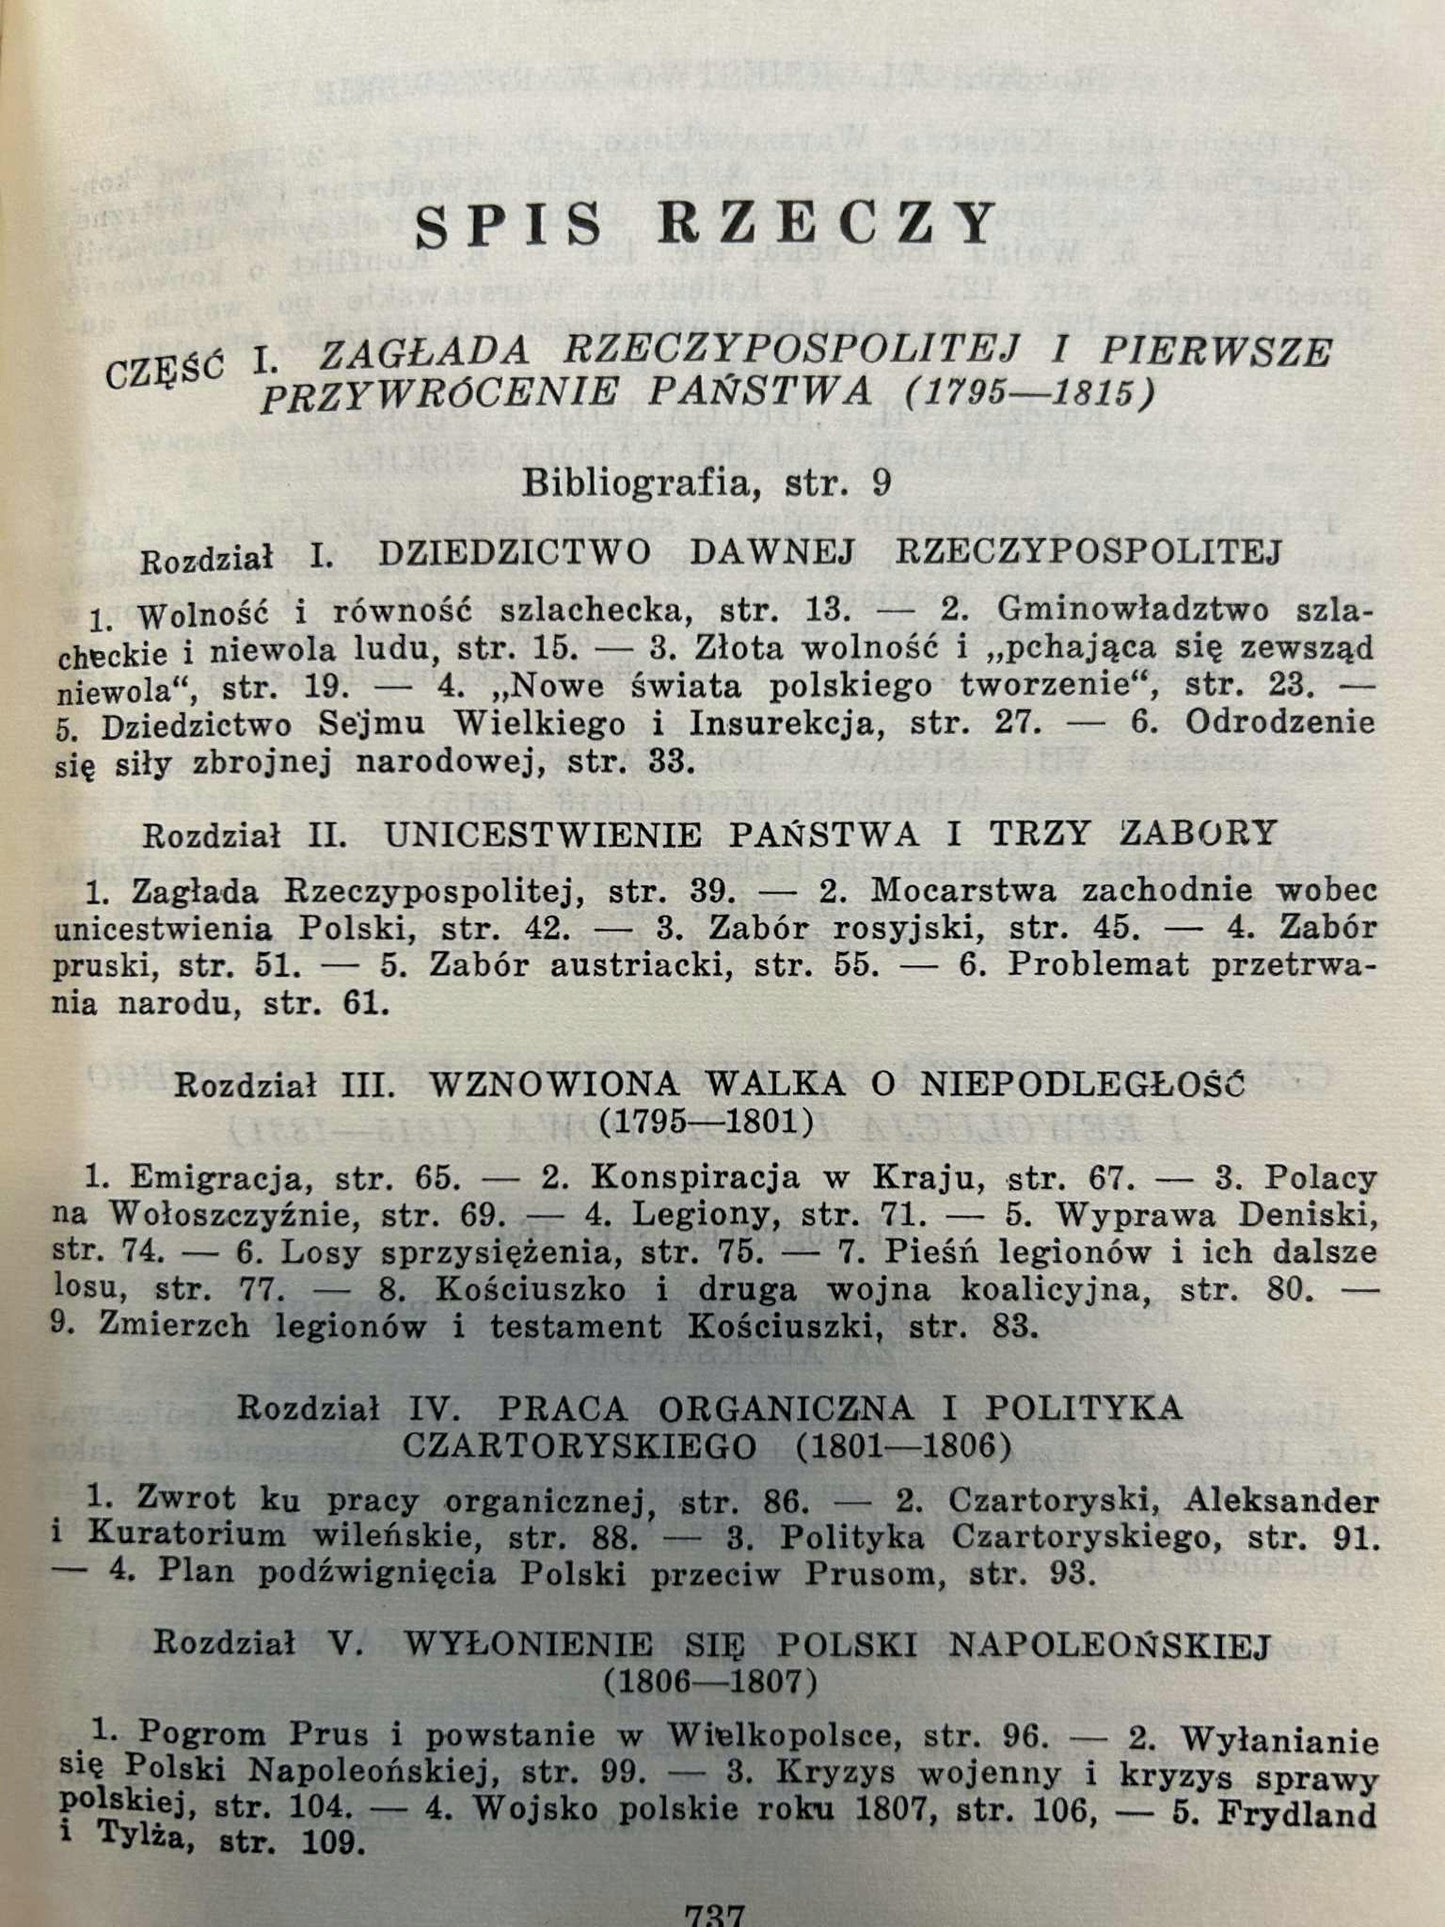 SPIS RZECZY
CZĘŚĆ I. ZAGŁADA RZECZYPOSPOLITEJ I PIERWSZE
PRZYWRÓCENIE PAŃSTWA (1795—1815)
Bibliografia, str. 9
Rozdział I. DZIEDZICTWO DAWNEJ RZECZYPOSPOLITEJ
1. Wolność i równość szlachecka, str. 13. — 2. Gminowładztwo szla-
checkie i niewola ludu, str. 15. — 3. Złota wolność i „pchająca się zewsząd
niewola“, str. 19. — 4. „Nowe świata polskiego tworzenie“, str. 23. —
5. Dziedzictwo Sejmu Wielkiego i Insurekcja, str. 27. — 6. Odrodzenie
się siły zbrojnej narodowej, str. 33.
Rozdział II. UNICESTWIENIE PAŃSTWA I TRZY ZABORY
1. Zagłada Rzeczypospolitej, str. 39. — 2. Mocarstwa zachodnie wobec
unicestwienia Polski, str. 42. — 3. Zabór rosyjski, str. 45. — 4. Zabór
pruski, str. 51. — 5. Zabór austriacki, str. 55. — 6. Problemat przetrwa-
nia narodu, str. 61.
Rozdział III. WZNOWIONA WALKA O NIEPODLEGŁOŚĆ
(1795—1801)
1. Emigracja, str. 65. — 2. Konspiracja w Kraju, str. 67. — 3. Polacy
na Wołoszczyźnie, str. 69. — 4. Legiony, str. 71. — 5. Wyprawa Deniski,
str. 74. — 6. Losy sprzysiężenia, str. 75. — 7. Pieśń legionów i ich dalsze
losu, str. 77. — 8. Kościuszko i druga wojna koalicyjna, str. 80. —
9. Zmierzch legionów i testament Kościuszki, str. 83.
Rozdział IV. PRACA ORGANICZNA I POLITYKA
CZARTORYSKIEGO (1801—1806)
1. Zwrot ku pracy organicznej, str. 86. — 2. Czartoryski, Aleksander
i Kuratorium wileńskie, str. 88. — 3. Polityka Czartoryskiego, str. 91.
— 4. Plan podźwignięcia Polski przeciw Prusom, str. 93.
Rozdział V. WYŁONIENIE SIĘ POLSKI NAPOLEOŃSKIEJ
(1806—1807)
1. Pogrom Prus i powstanie w Wielkopolsce, str. 96. — 2. Wyłanianie
się Polski Napoleońskiej, str. 99. — 3. Kryzys wojenny i kryzys sprawy
polskiej, str. 104. — 4. Wojsko polskie roku 1807, str. 106, — 5. Frydland
i Tylża, str. 109.
737